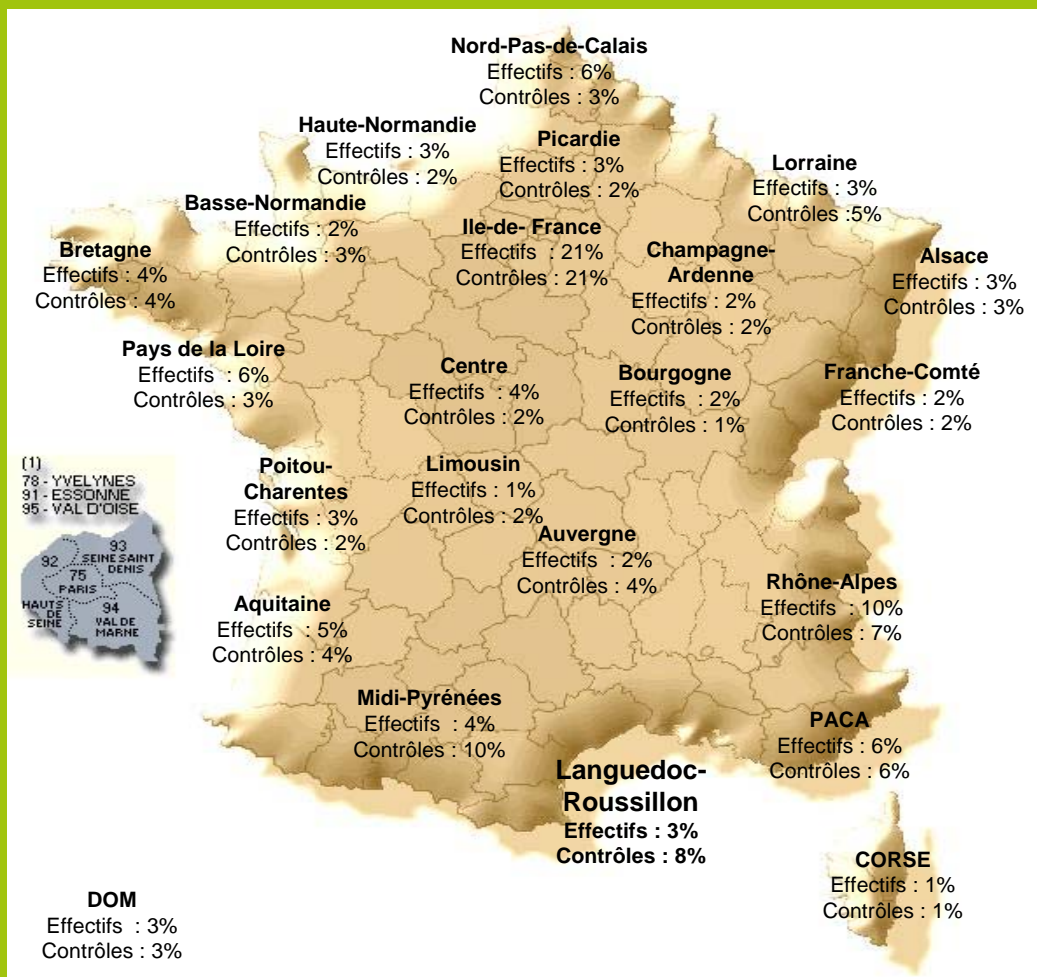 Nord-Pas-de-Calais
Effectifs : 6%
Contrôles : 3%
Haute-Normandie
Effectifs : 3%
Contrôles : 2%
Picardie
Effectifs : 3%
Contrôles : 2%
Lorraine
Effectifs : 3%
Contrôles :5%
Basse-Normandie
Effectifs : 2%
Contrôles : 3%
Ile-de- France
Effectifs : 21%
Contrôles : 21%
Champagne-
Ardenne
Effectifs : 2%
Contrôles : 2%
Alsace
Effectifs : 3%
Contrôles : 3%
Bretagne
Effectifs : 4%
Contrôles : 4%
Pays de la Loire
Effectifs : 6%
Contrôles : 3%
Centre
Effectifs : 4%
Contrôles : 2%
Bourgogne
Effectifs : 2%
Contrôles : 1%
Franche-Comté
Effectifs : 2%
Contrôles : 2%
(1)
78 - YVELYNES
91 - ESSONNE
95 - VAL D'OISE
93
SEINE SAINT
DENIS
92
75
PARIS
HAUTS
DE
SEINE
94
VAL DE
MARNE
Poitou-
Charentes
Effectifs : 3%
Contrôles : 2%
Limousin
Effectifs : 1%
Contrôles : 2%
Auvergne
Effectifs : 2%
Contrôles : 4%
Rhône-Alpes
Effectifs : 10%
Contrôles : 7%
Aquitaine
Effectifs : 5%
Contrôles : 4%
Midi-Pyrénées
Effectifs : 4%
Contrôles : 10%
PACA
Effectifs : 6%
Contrôles : 6%
Languedoc-
Roussillon
Effectifs : 3%
Contrôles : 8%
CORSE
Effectifs : 1%
Contrôles : 1%
DOM
Effectifs : 3%
Contrôles : 3%